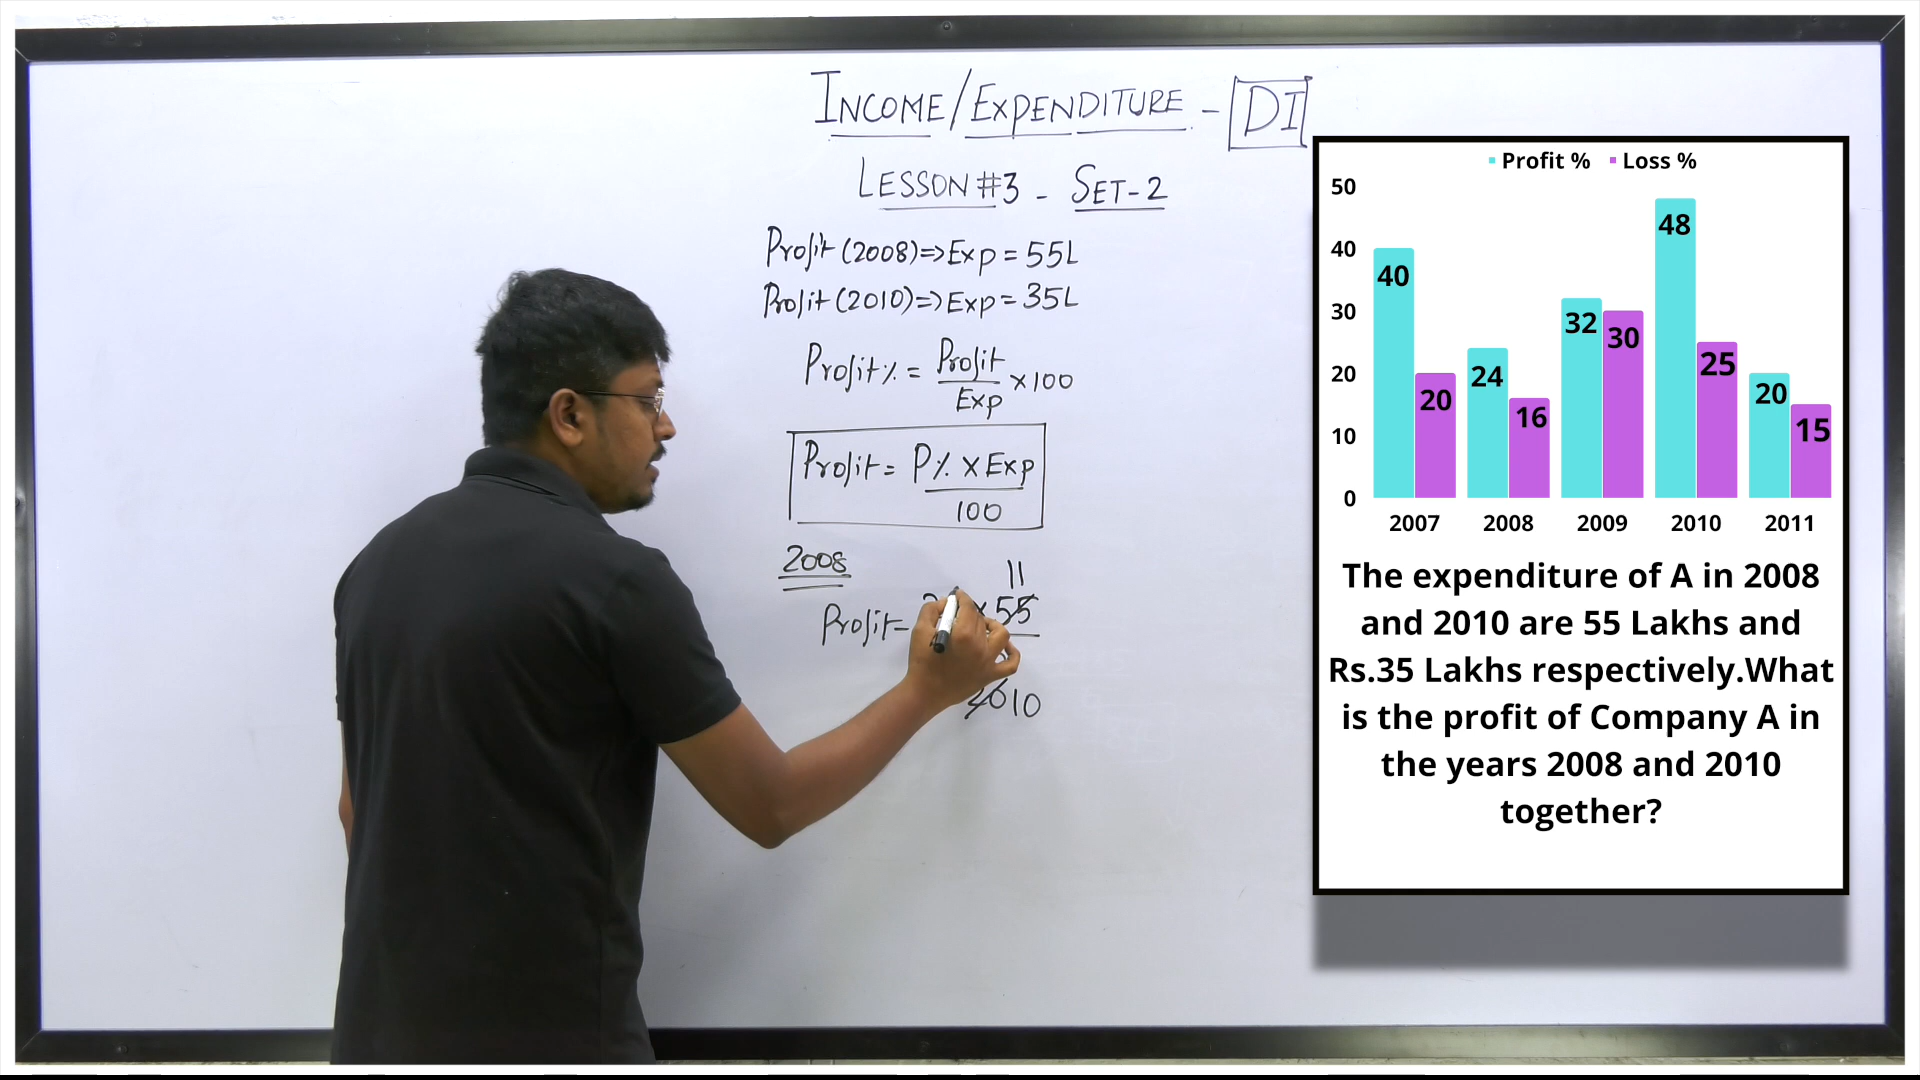 INCOME/EXPENDITURE - DI
LESSON #3 - SET-2
Profit (2008) => Exp = 55L
Profit (2010) => Exp = 35L
Profit% = Profit/Exp × 100
Profit = P% × Exp/100
2008
11
Profit = × 55
2010
Profit % Loss %
50
40
30
20
10
0
40 20 24 16 32 30 48 25 20 15
2007 2008 2009 2010 2011
The expenditure of A in 2008
and 2010 are 55 Lakhs and
Rs.35 Lakhs respectively.What
is the profit of Company A in
the years 2008 and 2010
together?